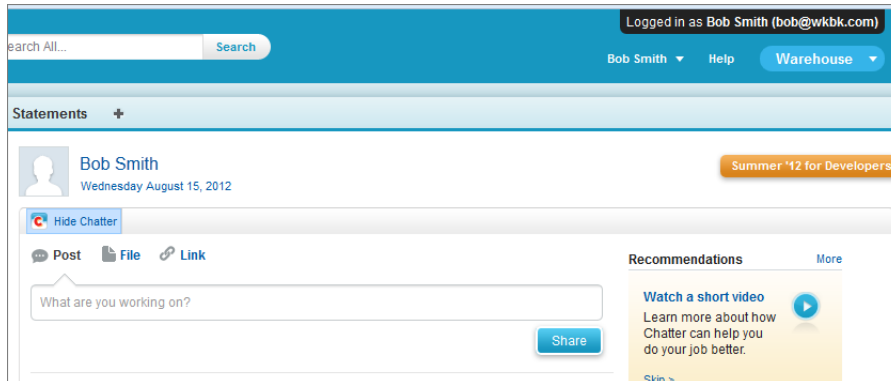 Logged in as Bob Smith (bob@wkbk.com)
earch All...
Search
Bob Smith
Help
Warehouse
Statements
Bob Smith
Wednesday August 15, 2012
Summer '12 for Developers
Hide Chatter
Post
File
Link
What are you working on?
Share
Recommendations
More
Watch a short video
Learn more about how
Chatter can help you
do your job better.
Skip >